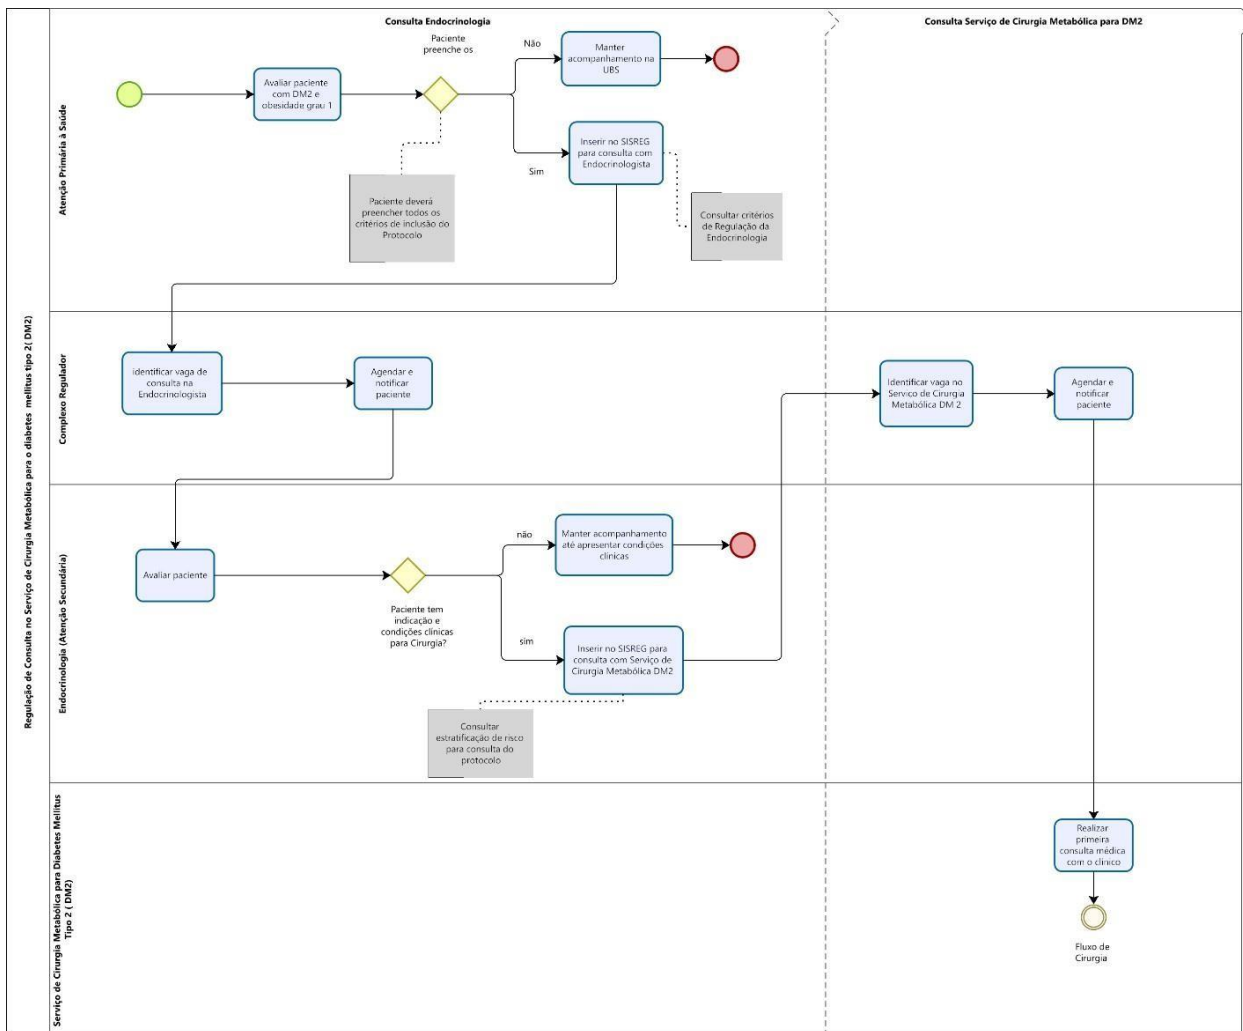 Regulação de Consulta no Serviço de Cirurgia Metabólica para o diabetes mellitus tipo 2( DM2)
Consulta Endocrinologia
Consulta Serviço de Cirurgia Metabólica para DM2
Atenção Primária à Saúde
Avaliar paciente
com DM2 e
obesidade grau 1
Paciente
preenche os
Não
Manter
acompanhamento na
UBS
Sim
Inserir no SISREG
para consulta com
Endocrinologista
Paciente deverá
preencher todos os
critérios de inclusão do
Protocolo
Consultar critérios
de Regulação da
Endocrinologia
Complexo Regulador
identificar vaga de
consulta na
Endocrinologista
Agendar e
notificar
paciente
Identificar vaga no
Serviço de Cirurgia
Metabólica DM 2
Agendar e
notificar
paciente
Endocrinologia (Atenção Secundária)
Avaliar paciente
Paciente tem
indicação e
condições clínicas
para Cirurgia?
não
Manter acompanhamento
até apresentar condições
clínicas
sim
Inserir no SISREG para
consulta com Serviço de
Cirurgia Metabólica DM2
Consultar
estratificação de risco
para consulta do
protocolo
Serviço de Cirurgia Metabólica para Diabetes Mellitus
Tipo 2 ( DM2)
Realizar
primeira
consulta médica
com o clínico
Fluxo de
Cirurgia